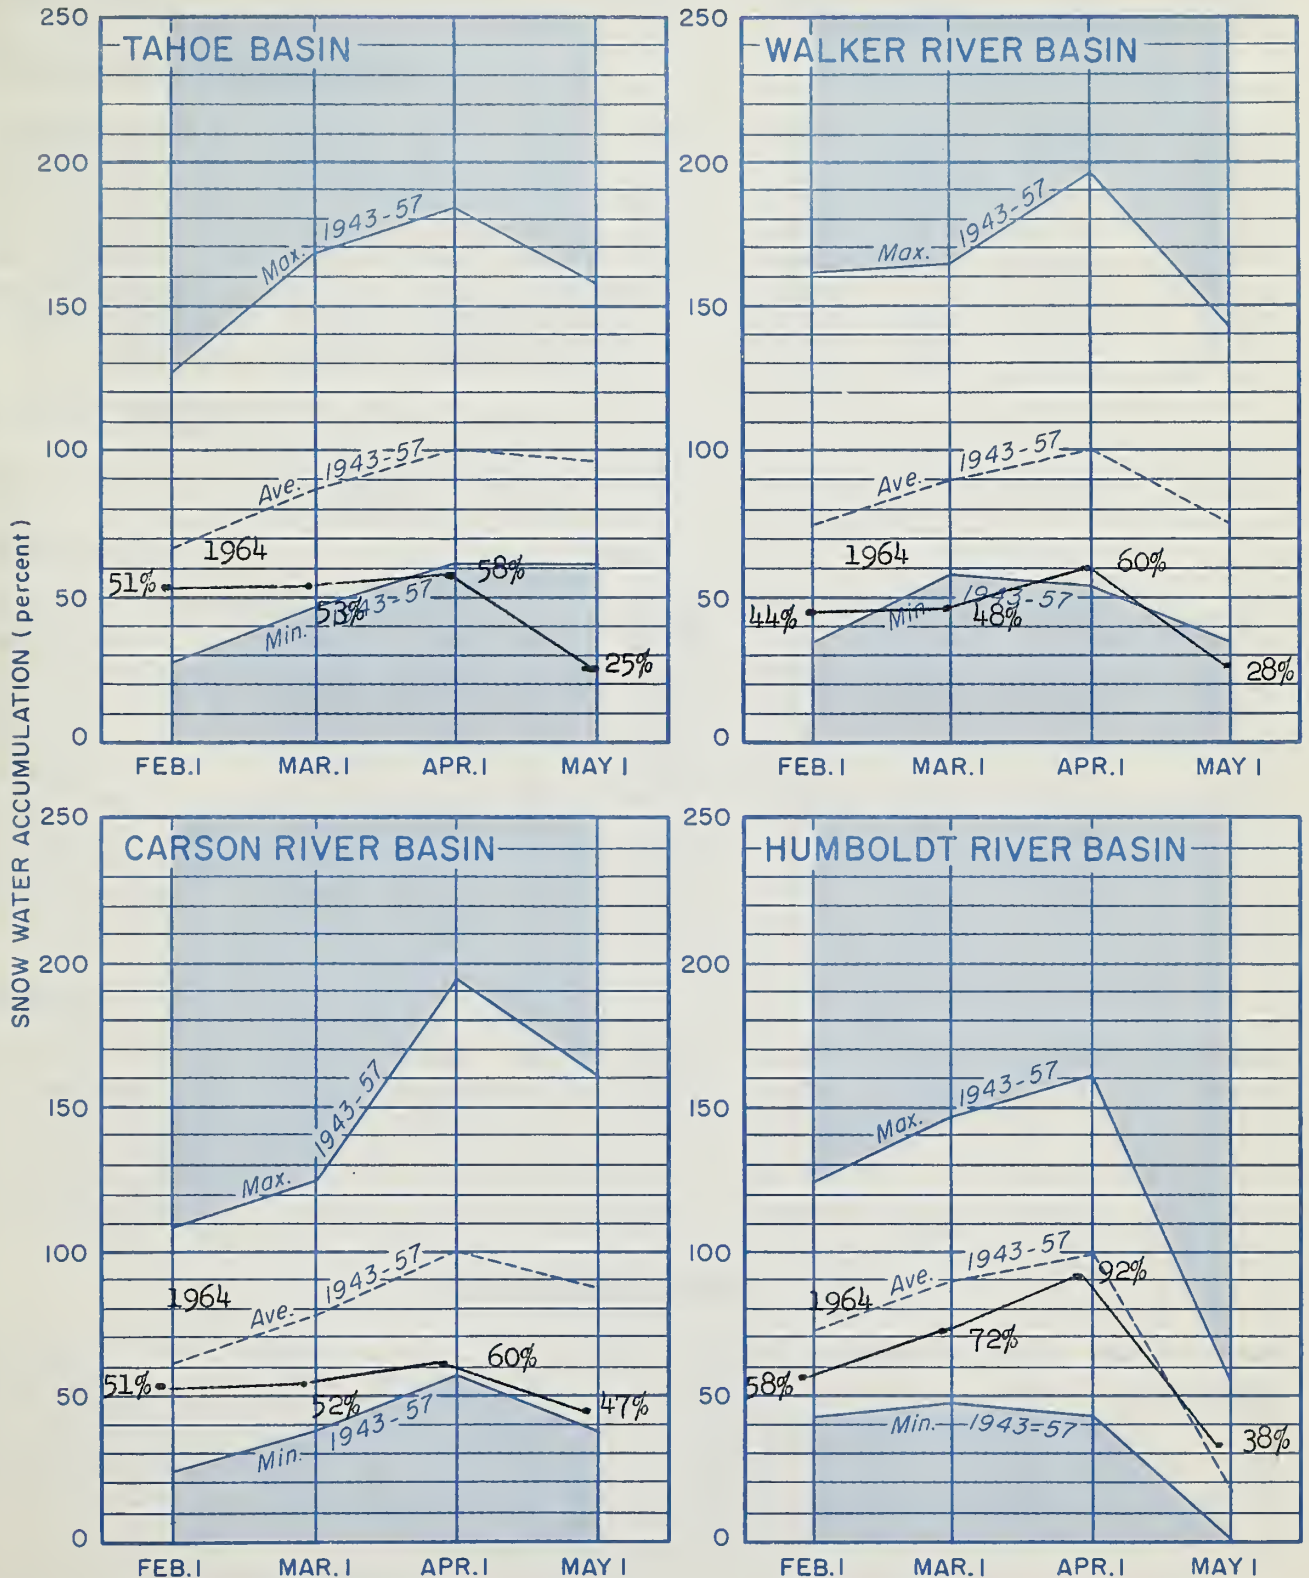 SNOW WATER ACCUMULATION (percent)
TAHOE BASIN
250
200
150
100
50
0
Max. 1943-57
Ave. 1943-57
1964
51%
53%
58%
25%
Min. 1943=57
FEB.1 MAR.1 APR.1 MAY 1
WALKER RIVER BASIN
250
200
150
100
50
0
Max. 1943-57
Ave. 1943-57
1964
44%
48%
60%
28%
Min 1943-57
FEB.1 MAR.1 APR.1 MAY 1
CARSON RIVER BASIN
250
200
150
100
50
0
Max. 1943-57
Ave. 1943-57
1964
51%
52%
60%
47%
Min. 1943-57
FEB.1 MAR.1 APR.1 MAY 1
HUMBOLDT RIVER BASIN
250
200
150
100
50
0
Max. 1943-57
Ave. 1943-57
1964
58%
72%
92%
38%
Min. 1943=57
FEB.1 MAR.1 APR.1 MAY 1